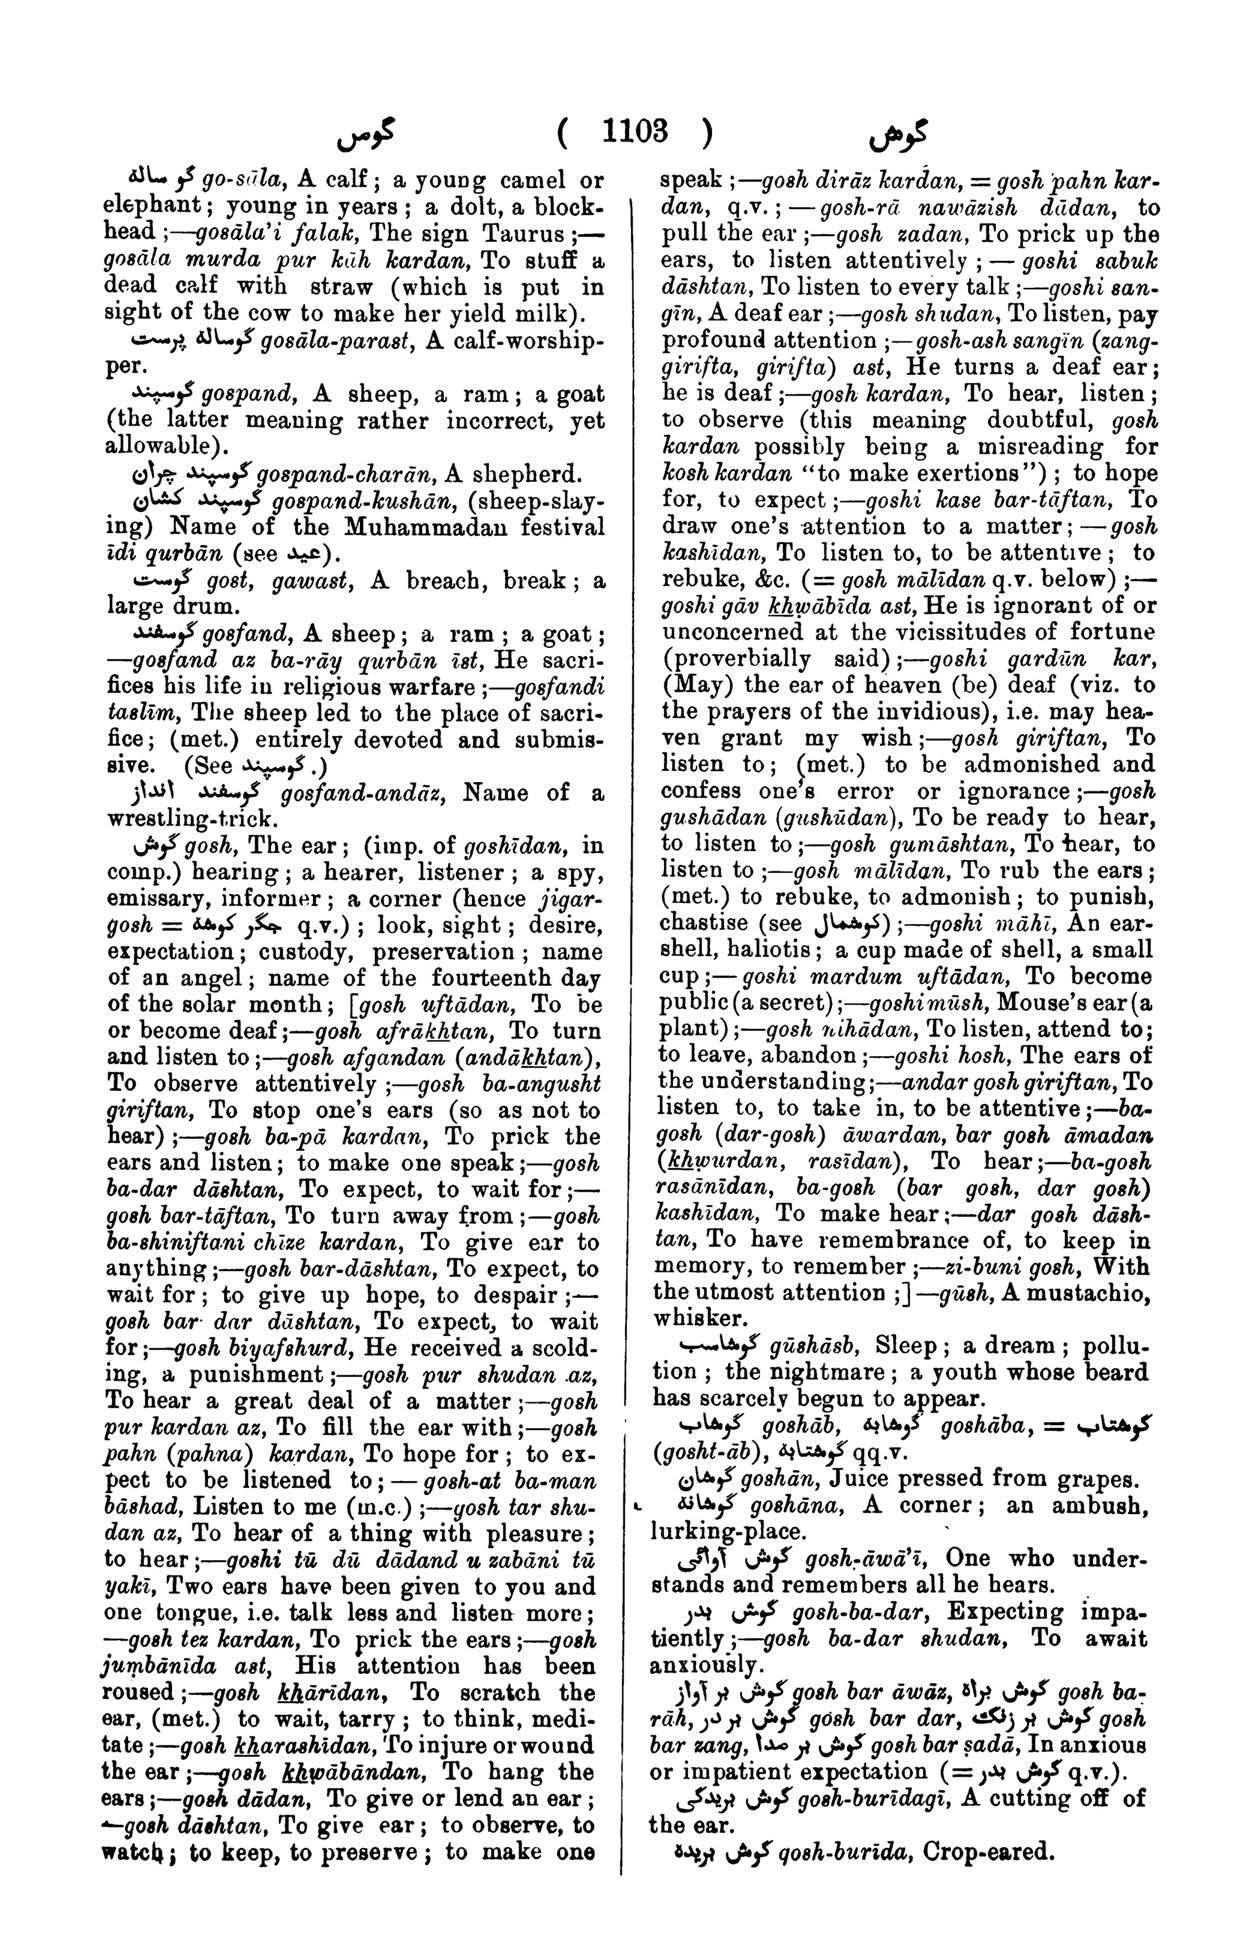 گوس ( 1103 ) گوش
گو ساله go-sāla, A calf; a young camel or
elephant; young in years; a dolt, a block-
head;—gosāla'i falak, The sign Taurus;—
gosāla murda pur kāh kardan, To stuff a
dead calf with straw (which is put in
sight of the cow to make her yield milk).
گوساله پرست gosāla-parast, A calf-worship-
per.
گوسپند gospand, A sheep, a ram; a goat
(the latter meaning rather incorrect, yet
allowable).
گوسپند چران gospand-charān, A shepherd.
گوسپند کشان gospand-kushān, (sheep-slay-
ing) Name of the Muhammadan festival
īdi qurbān (see عید).
گوست gost, gawast, A breach, break; a
large drum.
گوسفند gosfand, A sheep; a ram; a goat;
—gosfand az ba-rāy qurbān īst, He sacri-
fices his life in religious warfare;—gosfandi
taslīm, The sheep led to the place of sacri-
fice; (met.) entirely devoted and submis-
sive. (See گوسپند.)
گوسفند انداز gosfand-andāz, Name of a
wrestling-trick.
گوش gosh, The ear; (imp. of goshīdan, in
comp.) hearing; a hearer, listener; a spy,
emissary, informer; a corner (hence jigar-
gosh = جگر گوشه q.v.); look, sight; desire,
expectation; custody, preservation; name
of an angel; name of the fourteenth day
of the solar month; [gosh uftādan, To be
or become deaf;—gosh afrākhtan, To turn
and listen to;—gosh afgandan (andākhtan),
To observe attentively;—gosh ba-angusht
giriftan, To stop one's ears (so as not to
hear);—gosh ba-pā kardan, To prick the
ears and listen; to make one speak;—gosh
ba-dar dāshtan, To expect, to wait for;—
gosh bar-tāftan, To turn away from;—gosh
ba-shiniftani chīze kardan, To give ear to
anything;—gosh bar-dāshtan, To expect, to
wait for; to give up hope, to despair;—
gosh bar dar dāshtan, To expect, to wait
for;—gosh biyafshurd, He received a scold-
ing, a punishment;—gosh pur shudan az,
To hear a great deal of a matter;—gosh
pur kardan az, To fill the ear with;—gosh
pahn (pahna) kardan, To hope for; to ex-
pect to be listened to;—gosh-at ba-man
bāshad, Listen to me (m.c.);—gosh tar shu-
dan az, To hear of a thing with pleasure;
to hear;—goshi tū dū dādand u zabāni tū
yakī, Two ears have been given to you and
one tongue, i.e. talk less and listen more;
—gosh tez kardan, To prick the ears;—gosh
jumbānīda ast, His attention has been
roused;—gosh khārīdan, To scratch the
ear, (met.) to wait, tarry; to think, medi-
tate;—gosh kharashīdan, To injure or wound
the ear;—gosh khwābāndan, To hang the
ears;—gosh dādan, To give or lend an ear;
—gosh dāshtan, To give ear; to observe, to
watch; to keep, to preserve; to make one
speak;—gosh dirāz kardan, = gosh pahn kar-
dan, q.v.;—gosh-rā nawāzish dādan, to
pull the ear;—gosh zadan, To prick up the
ears, to listen attentively;—goshi sabuk
dāshtan, To listen to every talk;—goshi san-
gīn, A deaf ear;—gosh shudan, To listen, pay
profound attention;—gosh-ash sangīn (zang-
girifta, girifta) ast, He turns a deaf ear;
he is deaf;—gosh kardan, To hear, listen;
to observe (this meaning doubtful, gosh
kardan possibly being a misreading for
kosh kardan "to make exertions"); to hope
for, to expect;—goshi kase bar-tāftan, To
draw one's attention to a matter;—gosh
kashīdan, To listen to, to be attentive; to
rebuke, &c. (= gosh mālīdan q.v. below);—
goshi gāv khwābīda ast, He is ignorant of or
unconcerned at the vicissitudes of fortune
(proverbially said);—goshi gardūn kar,
(May) the ear of heaven (be) deaf (viz. to
the prayers of the invidious), i.e. may hea-
ven grant my wish;—gosh giriftan, To
listen to; (met.) to be admonished and
confess one's error or ignorance;—gosh
gushādan (gushūdan), To be ready to hear,
to listen to;—gosh gumāshtan, To hear, to
listen to;—gosh mālīdan, To rub the ears;
(met.) to rebuke, to admonish; to punish,
chastise (see گوشمال);—goshi māhī, An ear-
shell, haliotis; a cup made of shell, a small
cup;—goshi mardum uftādan, To become
public (a secret);—goshi mūsh, Mouse's ear (a
plant);—gosh nihādan, To listen, attend to;
to leave, abandon;—goshi hosh, The ears of
the understanding;—andar gosh giriftan, To
listen to, to take in, to be attentive;—ba-
gosh (dar-gosh) āwardan, bar gosh āmadan
(khwurdan, rasīdan), To hear;—ba-gosh
rasānīdan, ba-gosh (bar gosh, dar gosh)
kashīdan, To make hear;—dar gosh dāsh-
tan, To have remembrance of, to keep in
memory, to remember;—zi-buni gosh, With
the utmost attention;]—gūsh, A mustachio,
whisker.
گوشاسب gūshāsb, Sleep; a dream; pollu-
tion; the nightmare; a youth whose beard
has scarcely begun to appear.
گوشاب goshāb, گوشابه goshāba, = گوشتاب
(gosht-āb), گوشتابه qq.v.
گوشان goshān, Juice pressed from grapes.
گوشانه goshāna, A corner; an ambush,
lurking-place.
گوش آوائی gosh-āwā'ī, One who under-
stands and remembers all he hears.
گوش بدر gosh-ba-dar, Expecting impa-
tiently;—gosh ba-dar shudan, To await
anxiously.
گوش بر آواز gosh bar āwāz, گوش براه gosh ba-
rāh, گوش بر در gosh bar dar, گوش بر زنگ gosh
bar zang, گوش بر صدا gosh bar ṣadā, In anxious
or impatient expectation (= گوش بدر q.v.).
گوش بریدگی gosh-burīdagī, A cutting off of
the ear.
گوش بریده gosh-burīda, Crop-eared.